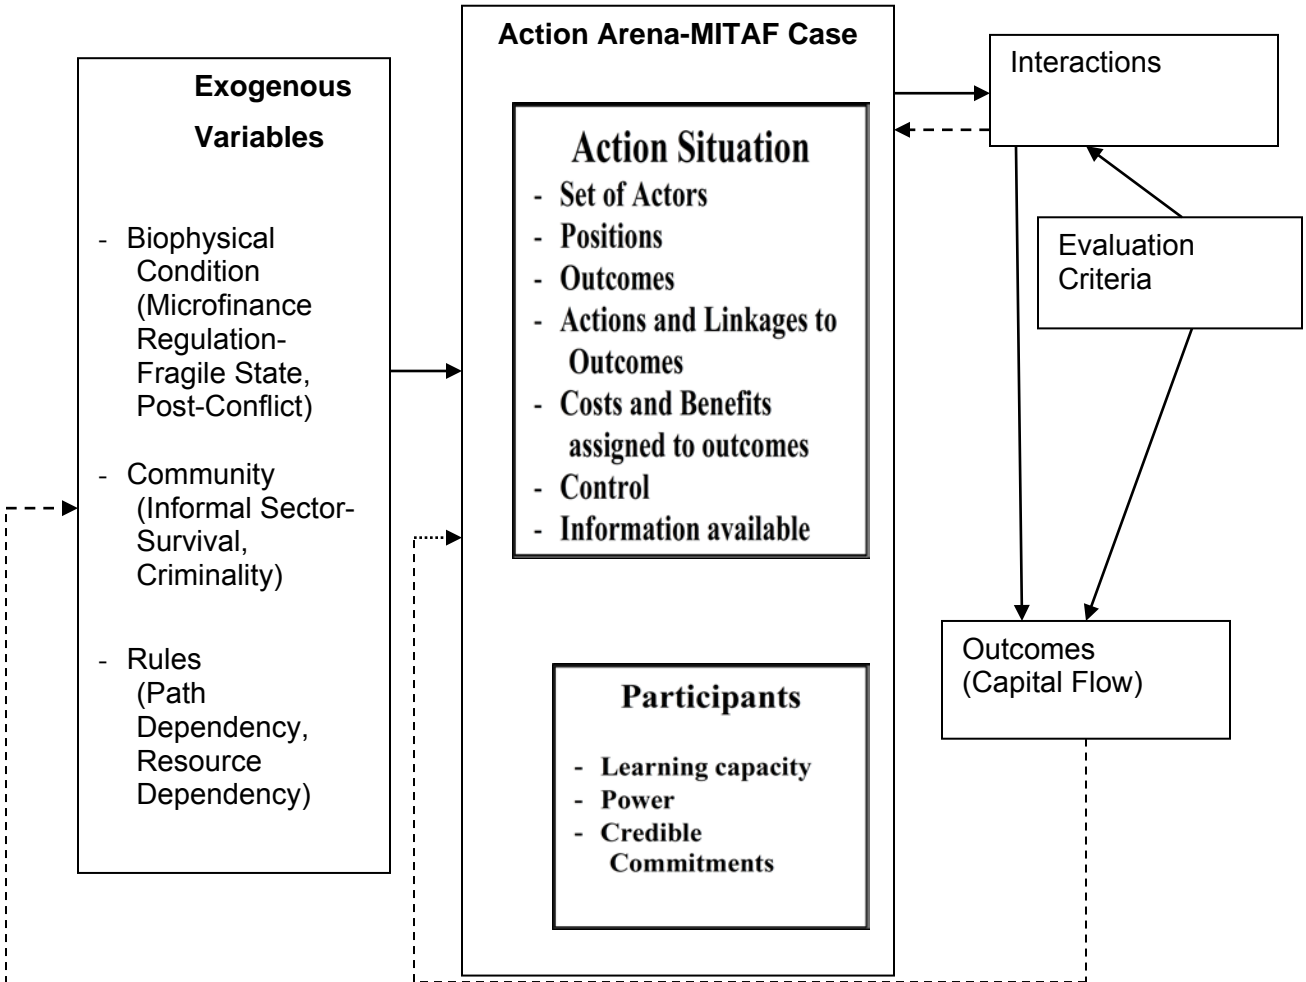 Exogenous
Variables
- Biophysical
Condition
(Microfinance
Regulation-
Fragile State,
Post-Conflict)
- Community
(Informal Sector-
Survival,
Criminality)
- Rules
(Path
Dependency,
Resource
Dependency)
Action Arena-MITAF Case
Action Situation
- Set of Actors
- Positions
- Outcomes
- Actions and Linkages to
Outcomes
- Costs and Benefits
assigned to outcomes
- Control
- Information available
Participants
- Learning capacity
- Power
- Credible
Commitments
Interactions
Evaluation
Criteria
Outcomes
(Capital Flow)